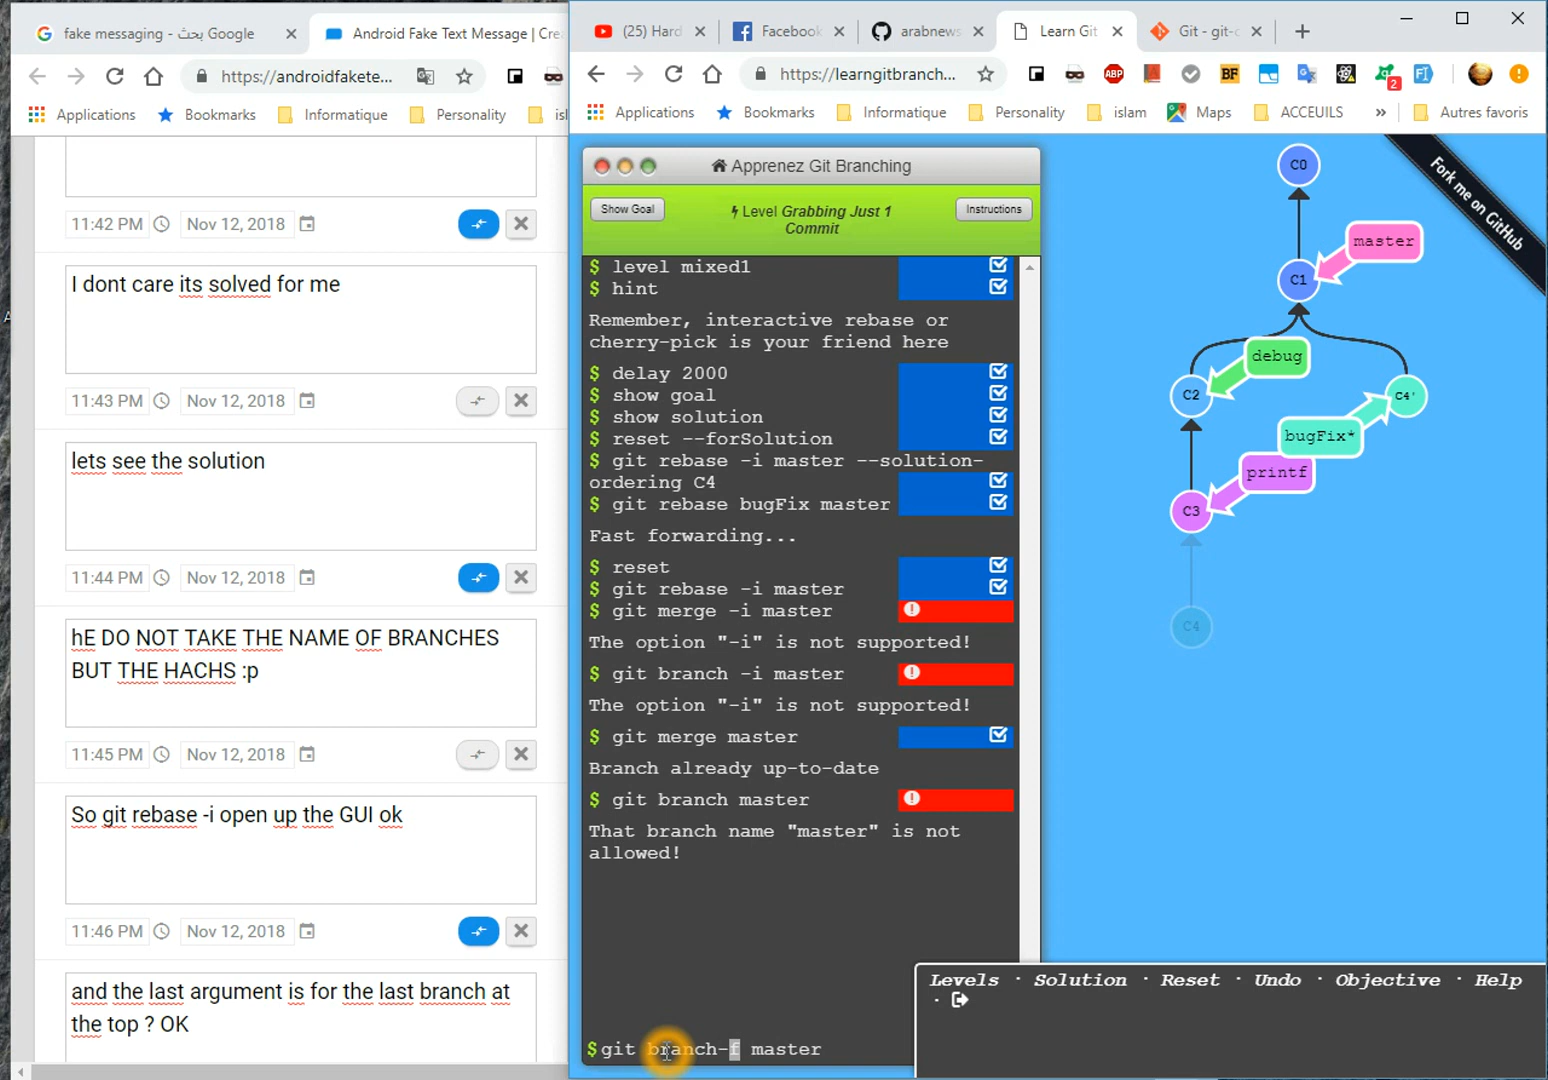 fake messaging - بحث Google
Android Fake Text Message | Cre
https://androidfakete...
Applications
Bookmarks
Informatique
Personality
isl
11:42 PM
Nov 12, 2018
I dont care its solved for me
11:43 PM
Nov 12, 2018
lets see the solution
11:44 PM
Nov 12, 2018
hE DO NOT TAKE THE NAME OF BRANCHES
BUT THE HACHS :p
11:45 PM
Nov 12, 2018
So git rebase -i open up the GUI ok
11:46 PM
Nov 12, 2018
and the last argument is for the last branch at
the top ? OK
(25) Hard
Facebook
arabnews
Learn Git
Git - git-c
https://learngitbranch...
ABP
BF
2
Applications
Bookmarks
Informatique
Personality
islam
Maps
ACCEUILS
»
Autres favoris
Apprenez Git Branching
Show Goal
Level Grabbing Just 1
Commit
Instructions
$ level mixed1
$ hint
Remember, interactive rebase or
cherry-pick is your friend here
$ delay 2000
$ show goal
$ show solution
$ reset --forSolution
$ git rebase -i master --solution-
ordering C4
$ git rebase bugFix master
Fast forwarding...
$ reset
$ git rebase -i master
$ git merge -i master
The option "-i" is not supported!
$ git branch -i master
The option "-i" is not supported!
$ git merge master
Branch already up-to-date
$ git branch master
That branch name "master" is not
allowed!
$git branch-f master
C0
Fork me on GitHub
master
C1
debug
C2
C4'
bugFix*
printf
C3
C4
Levels · Solution · Reset · Undo · Objective · Help
·